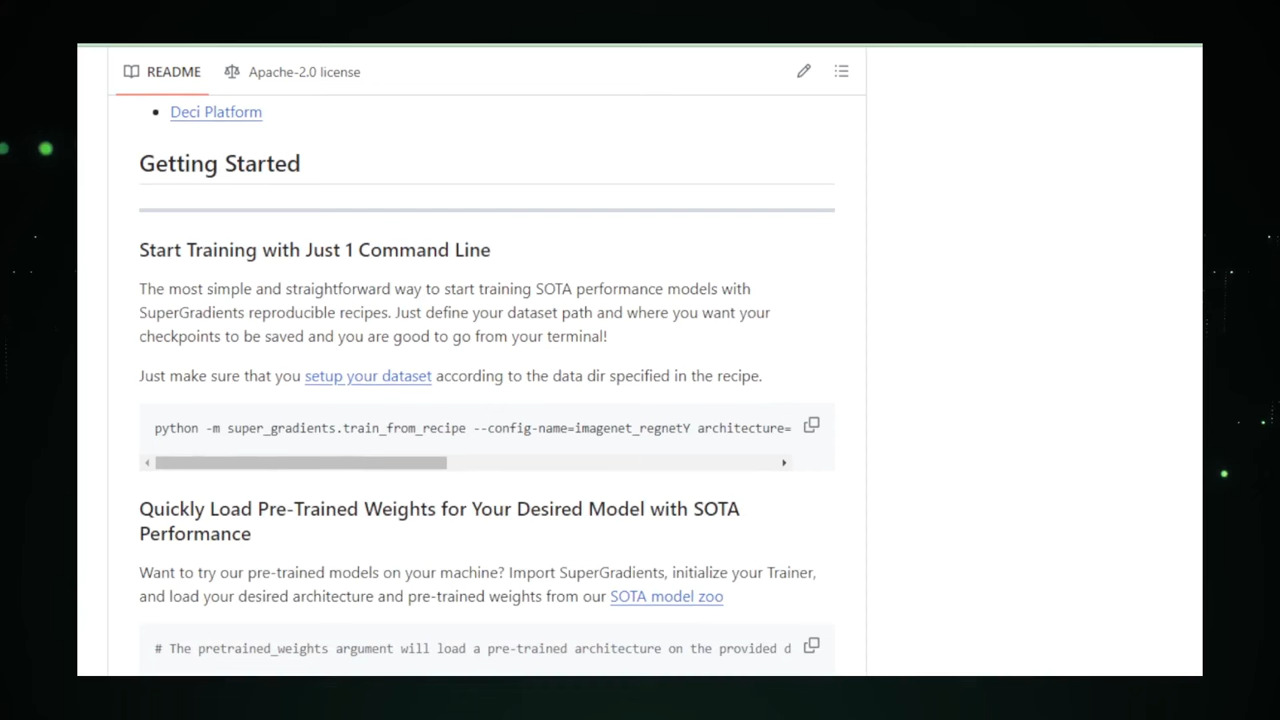 README
Apache-2.0 license
Deci Platform
Getting Started
Start Training with Just 1 Command Line
The most simple and straightforward way to start training SOTA performance models with
SuperGradients reproducible recipes. Just define your dataset path and where you want your
checkpoints to be saved and you are good to go from your terminal!
Just make sure that you setup your dataset according to the data dir specified in the recipe.
python -m super_gradients.train_from_recipe --config-name=imagenet_regnetY architecture=
Quickly Load Pre-Trained Weights for Your Desired Model with SOTA
Performance
Want to try our pre-trained models on your machine? Import SuperGradients, initialize your Trainer,
and load your desired architecture and pre-trained weights from our SOTA model zoo
# The pretrained_weights argument will load a pre-trained architecture on the provided d